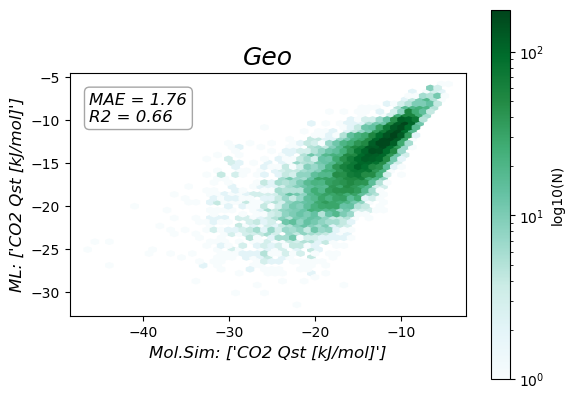 Geo
MAE = 1.76
R2 = 0.66
ML: ['CO2 Qst [kJ/mol]']
−5
−10
−15
−20
−25
−30
−40
−30
−20
−10
Mol.Sim: ['CO2 Qst [kJ/mol]']
10²
10¹
10⁰
log10(N)